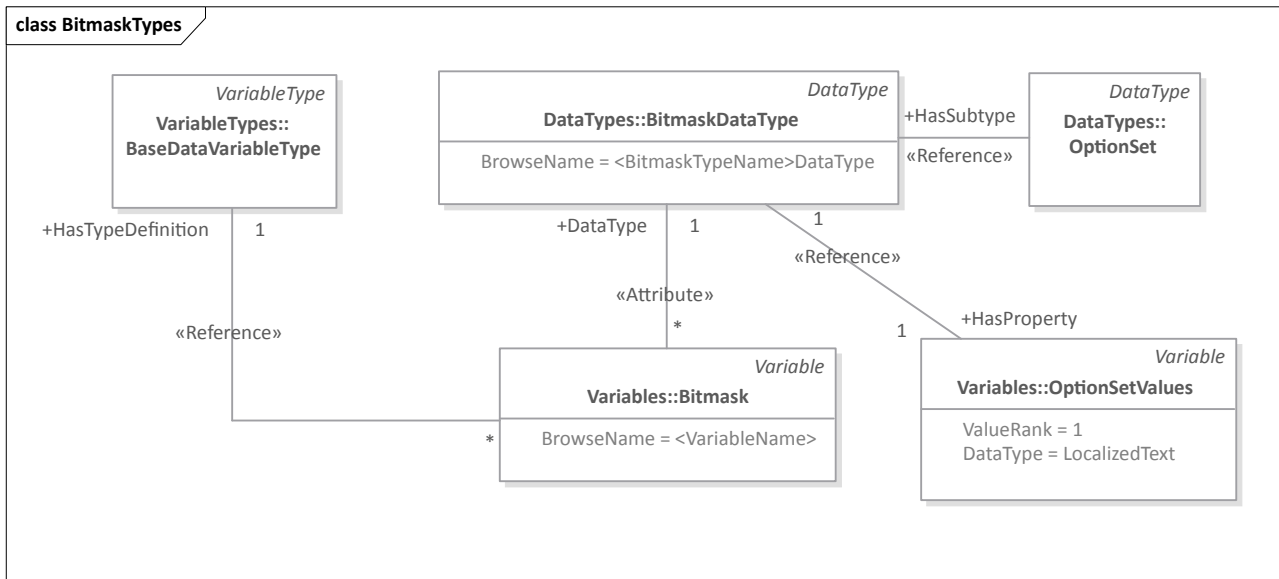 class BitmaskTypes
VariableType
VariableTypes::
BaseDataVariableType
DataType
DataTypes::BitmaskDataType
BrowseName = <BitmaskTypeName>DataType
+HasSubtype
«Reference»
DataType
DataTypes::
OptionSet
+HasTypeDefinition
1
+DataType
1
1
«Reference»
«Attribute»
«Reference»
*
+HasProperty
1
Variable
Variables::Bitmask
BrowseName = <VariableName>
*
Variable
Variables::OptionSetValues
ValueRank = 1
DataType = LocalizedText